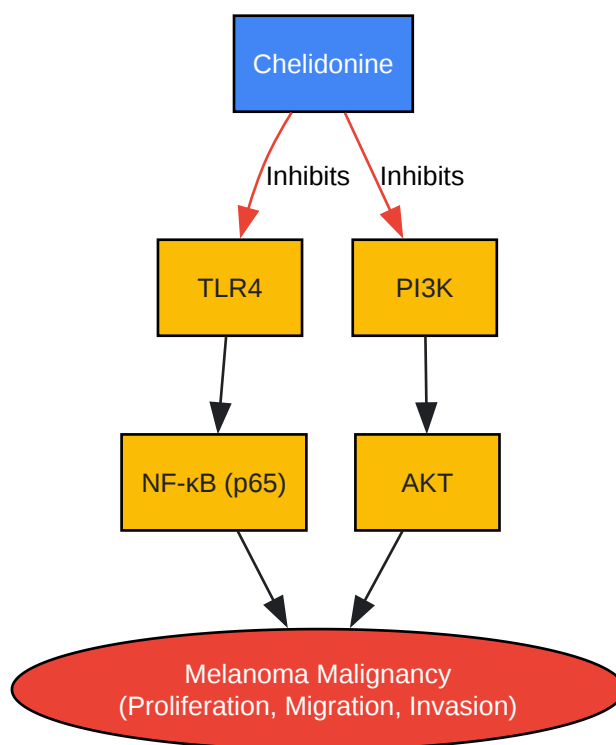 Chelidonine
Inhibits
Inhibits
TLR4
PI3K
NF-κB (p65)
AKT
Melanoma Malignancy
(Proliferation, Migration, Invasion)